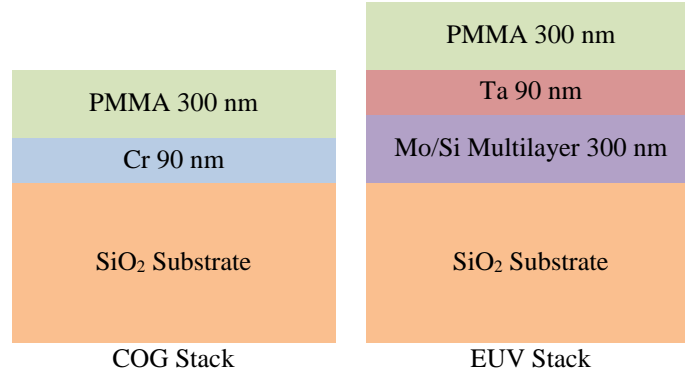 PMMA 300 nm
Cr 90 nm
SiO₂ Substrate
COG Stack
PMMA 300 nm
Ta 90 nm
Mo/Si Multilayer 300 nm
SiO₂ Substrate
EUV Stack